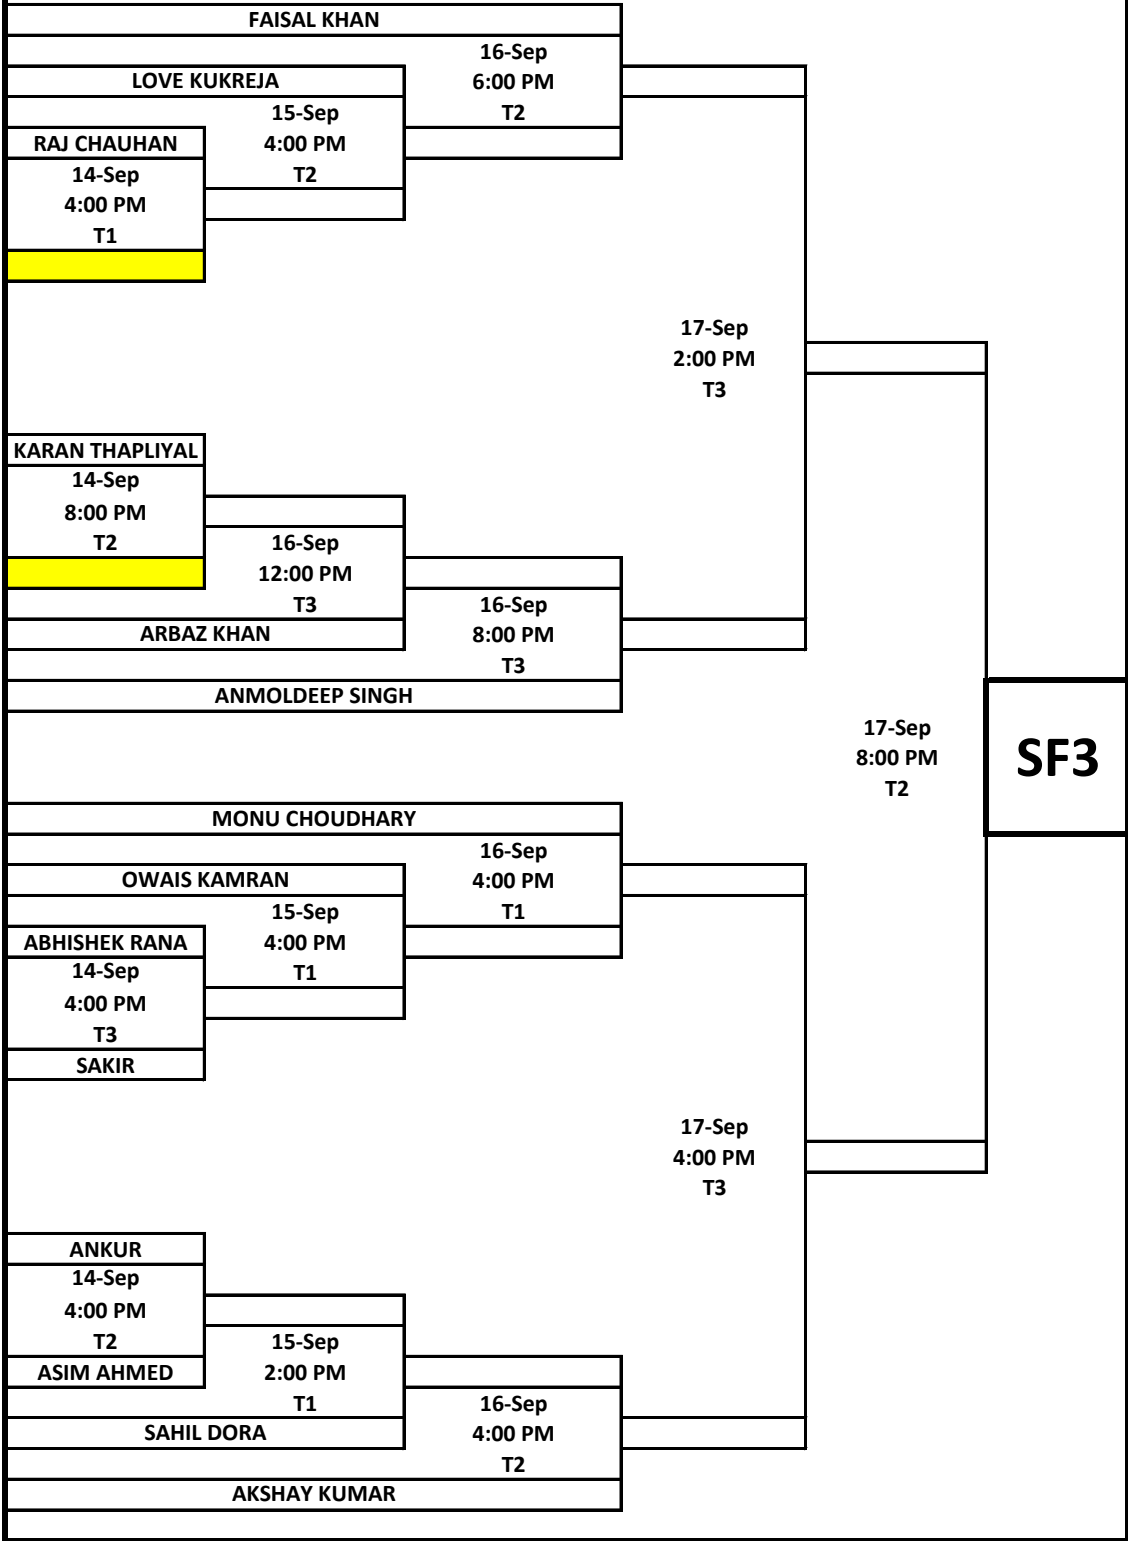 FAISAL KHAN
16-Sep
LOVE KUKREJA
6:00 PM
15-Sep
T2
RAJ CHAUHAN
4:00 PM
14-Sep
T2
4:00 PM
T1
17-Sep
2:00 PM
T3
KARAN THAPLIYAL
14-Sep
8:00 PM
T2
16-Sep
12:00 PM
T3
16-Sep
ARBAZ KHAN
8:00 PM
T3
ANMOLDEEP SINGH
17-Sep
8:00 PM
T2
SF3
MONU CHOUDHARY
16-Sep
OWAIS KAMRAN
4:00 PM
15-Sep
T1
ABHISHEK RANA
4:00 PM
14-Sep
T1
4:00 PM
T3
SAKIR
17-Sep
4:00 PM
T3
ANKUR
14-Sep
4:00 PM
T2
15-Sep
ASIM AHMED
2:00 PM
T1
16-Sep
SAHIL DORA
4:00 PM
T2
AKSHAY KUMAR